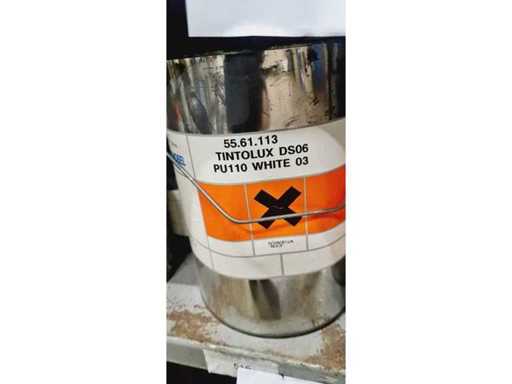 55.61.113
TINTOLUX DS06
PU110 WHITE 03